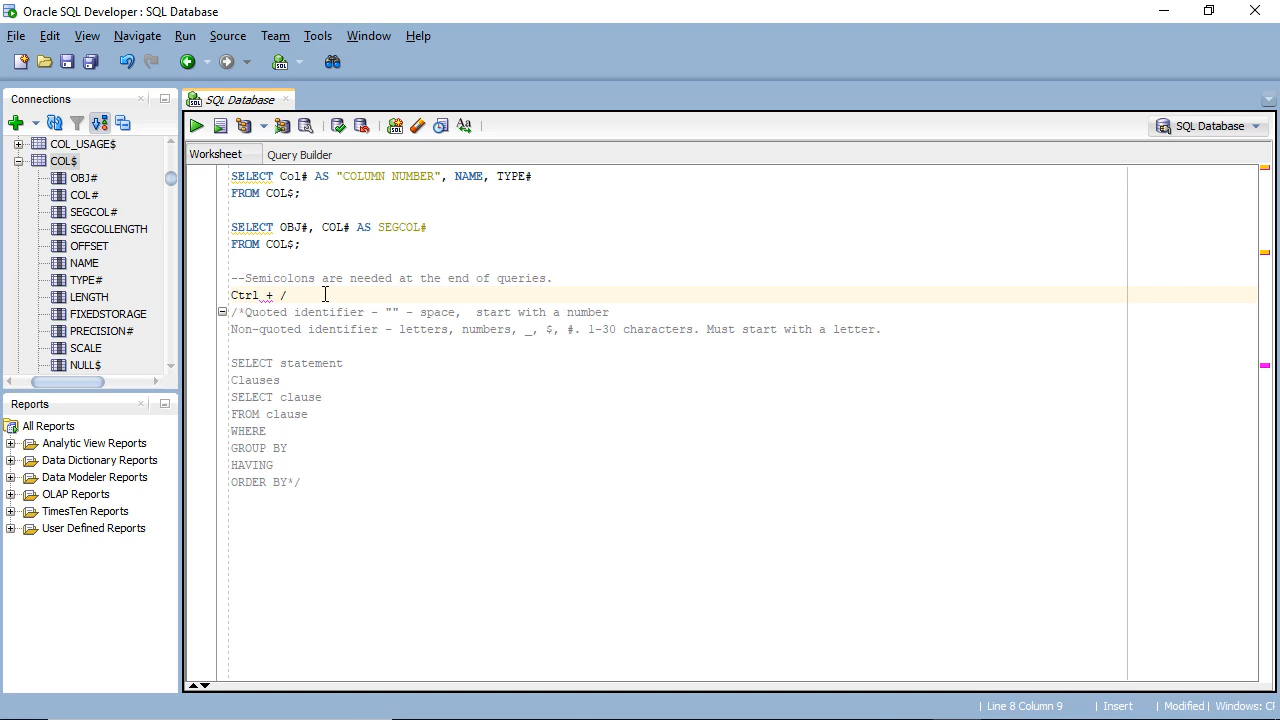 Oracle SQL Developer : SQL Database
File Edit View Navigate Run Source Team Tools Window Help
Connections
COL_USAGE$
COL$
OBJ#
COL#
SEGCOL#
SEGCOLLENGTH
OFFSET
NAME
TYPE#
LENGTH
FIXEDSTORAGE
PRECISION#
SCALE
NULL$
Reports
All Reports
Analytic View Reports
Data Dictionary Reports
Data Modeler Reports
OLAP Reports
TimesTen Reports
User Defined Reports
SQL Database
SQL Database
Worksheet Query Builder
SELECT Col# AS "COLUMN NUMBER", NAME, TYPE#
FROM COL$;
SELECT OBJ#, COL# AS SEGCOL#
FROM COL$;
--Semicolons are needed at the end of queries.
Ctrl + /
/*Quoted identifier - "" - space,  start with a number
Non-quoted identifier - letters, numbers, _, $, #. 1-30 characters. Must start with a letter.
SELECT statement
Clauses
SELECT clause
FROM clause
WHERE
GROUP BY
HAVING
ORDER BY*/
Line 8 Column 9 Insert Modified Windows: CF